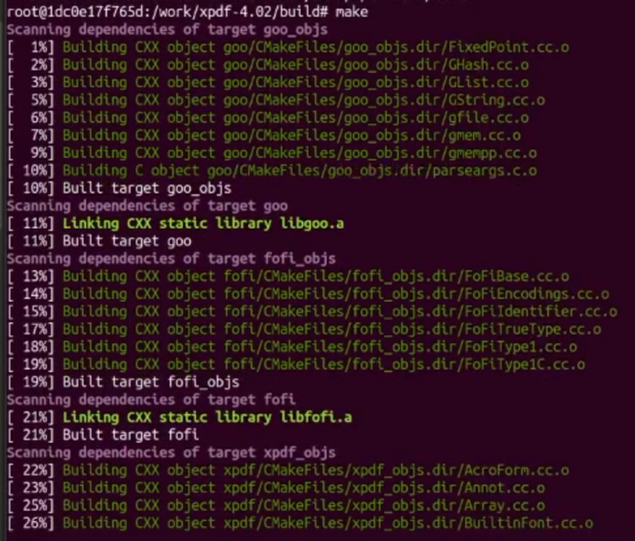 root@1dc0e17f765d:/work/xpdf-4.02/build# make
Scanning dependencies of target goo_objs
[  1%] Building CXX object goo/CMakeFiles/goo_objs.dir/FixedPoint.cc.o
[  2%] Building CXX object goo/CMakeFiles/goo_objs.dir/GHash.cc.o
[  3%] Building CXX object goo/CMakeFiles/goo_objs.dir/GList.cc.o
[  5%] Building CXX object goo/CMakeFiles/goo_objs.dir/GString.cc.o
[  6%] Building CXX object goo/CMakeFiles/goo_objs.dir/gfile.cc.o
[  7%] Building CXX object goo/CMakeFiles/goo_objs.dir/gmem.cc.o
[  9%] Building CXX object goo/CMakeFiles/goo_objs.dir/gmempp.cc.o
[ 10%] Building C object goo/CMakeFiles/goo_objs.dir/parseargs.c.o
[ 10%] Built target goo_objs
Scanning dependencies of target goo
[ 11%] Linking CXX static library libgoo.a
[ 11%] Built target goo
Scanning dependencies of target fofi_objs
[ 13%] Building CXX object fofi/CMakeFiles/fofi_objs.dir/FoFiBase.cc.o
[ 14%] Building CXX object fofi/CMakeFiles/fofi_objs.dir/FoFiEncodings.cc.o
[ 15%] Building CXX object fofi/CMakeFiles/fofi_objs.dir/FoFiIdentifier.cc.o
[ 17%] Building CXX object fofi/CMakeFiles/fofi_objs.dir/FoFiTrueType.cc.o
[ 18%] Building CXX object fofi/CMakeFiles/fofi_objs.dir/FoFiType1.cc.o
[ 19%] Building CXX object fofi/CMakeFiles/fofi_objs.dir/FoFiType1C.cc.o
[ 19%] Built target fofi_objs
Scanning dependencies of target fofi
[ 21%] Linking CXX static library libfofi.a
[ 21%] Built target fofi
Scanning dependencies of target xpdf_objs
[ 22%] Building CXX object xpdf/CMakeFiles/xpdf_objs.dir/AcroForm.cc.o
[ 23%] Building CXX object xpdf/CMakeFiles/xpdf_objs.dir/Annot.cc.o
[ 25%] Building CXX object xpdf/CMakeFiles/xpdf_objs.dir/Array.cc.o
[ 26%] Building CXX object xpdf/CMakeFiles/xpdf_objs.dir/BuiltinFont.cc.o